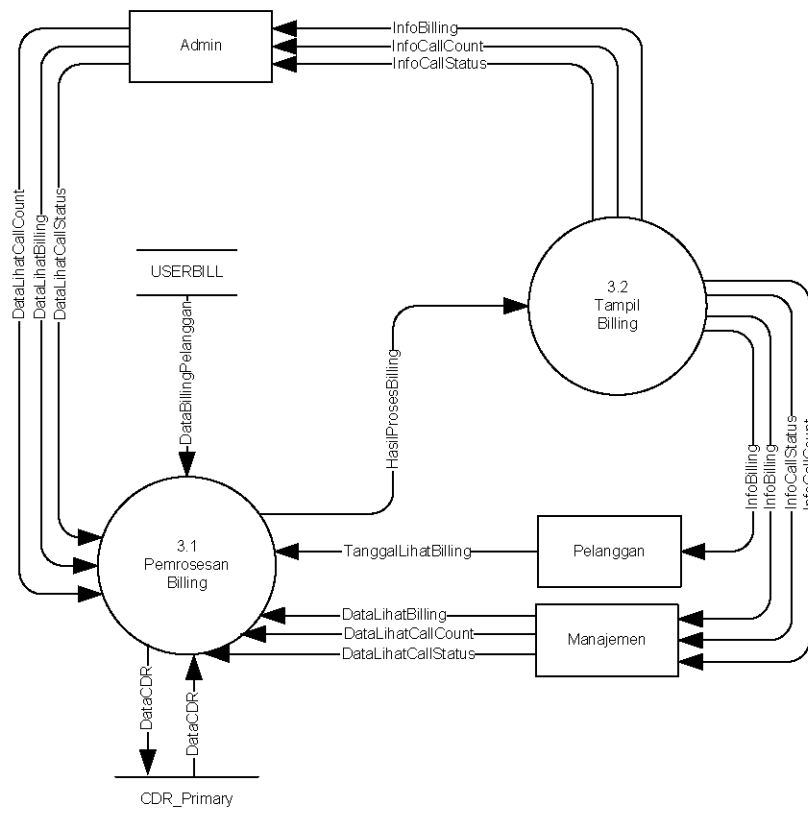 Admin
InfoBilling
InfoCallCount
InfoCallStatus
DataLihatCallCount
DataLihatBilling
DataLihatCallStatus
USERBILL
DataBillingPelanggan
HasilProsesBilling
3.2
Tampil
Billing
InfoBilling
InfoBilling
InfoCallStatus
InfoCallCount
3.1
Pemrosesan
Billing
TanggalLihatBilling
Pelanggan
DataLihatBilling
DataLihatCallCount
DataLihatCallStatus
Manajemen
DataCDR
DataCDR
CDR_Primary